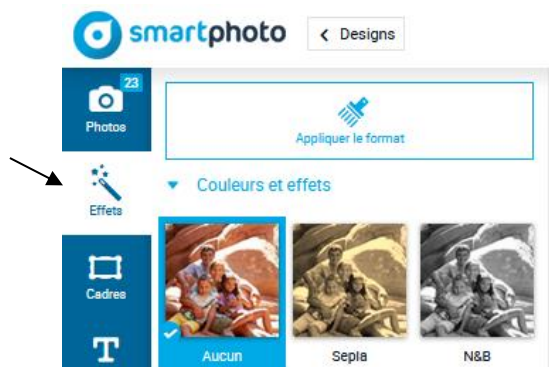 smartphoto
Designs
23
Photos
Appliquer le format
Effets
Couleurs et effets
Cadres
T
Aucun
Sepia
N&B